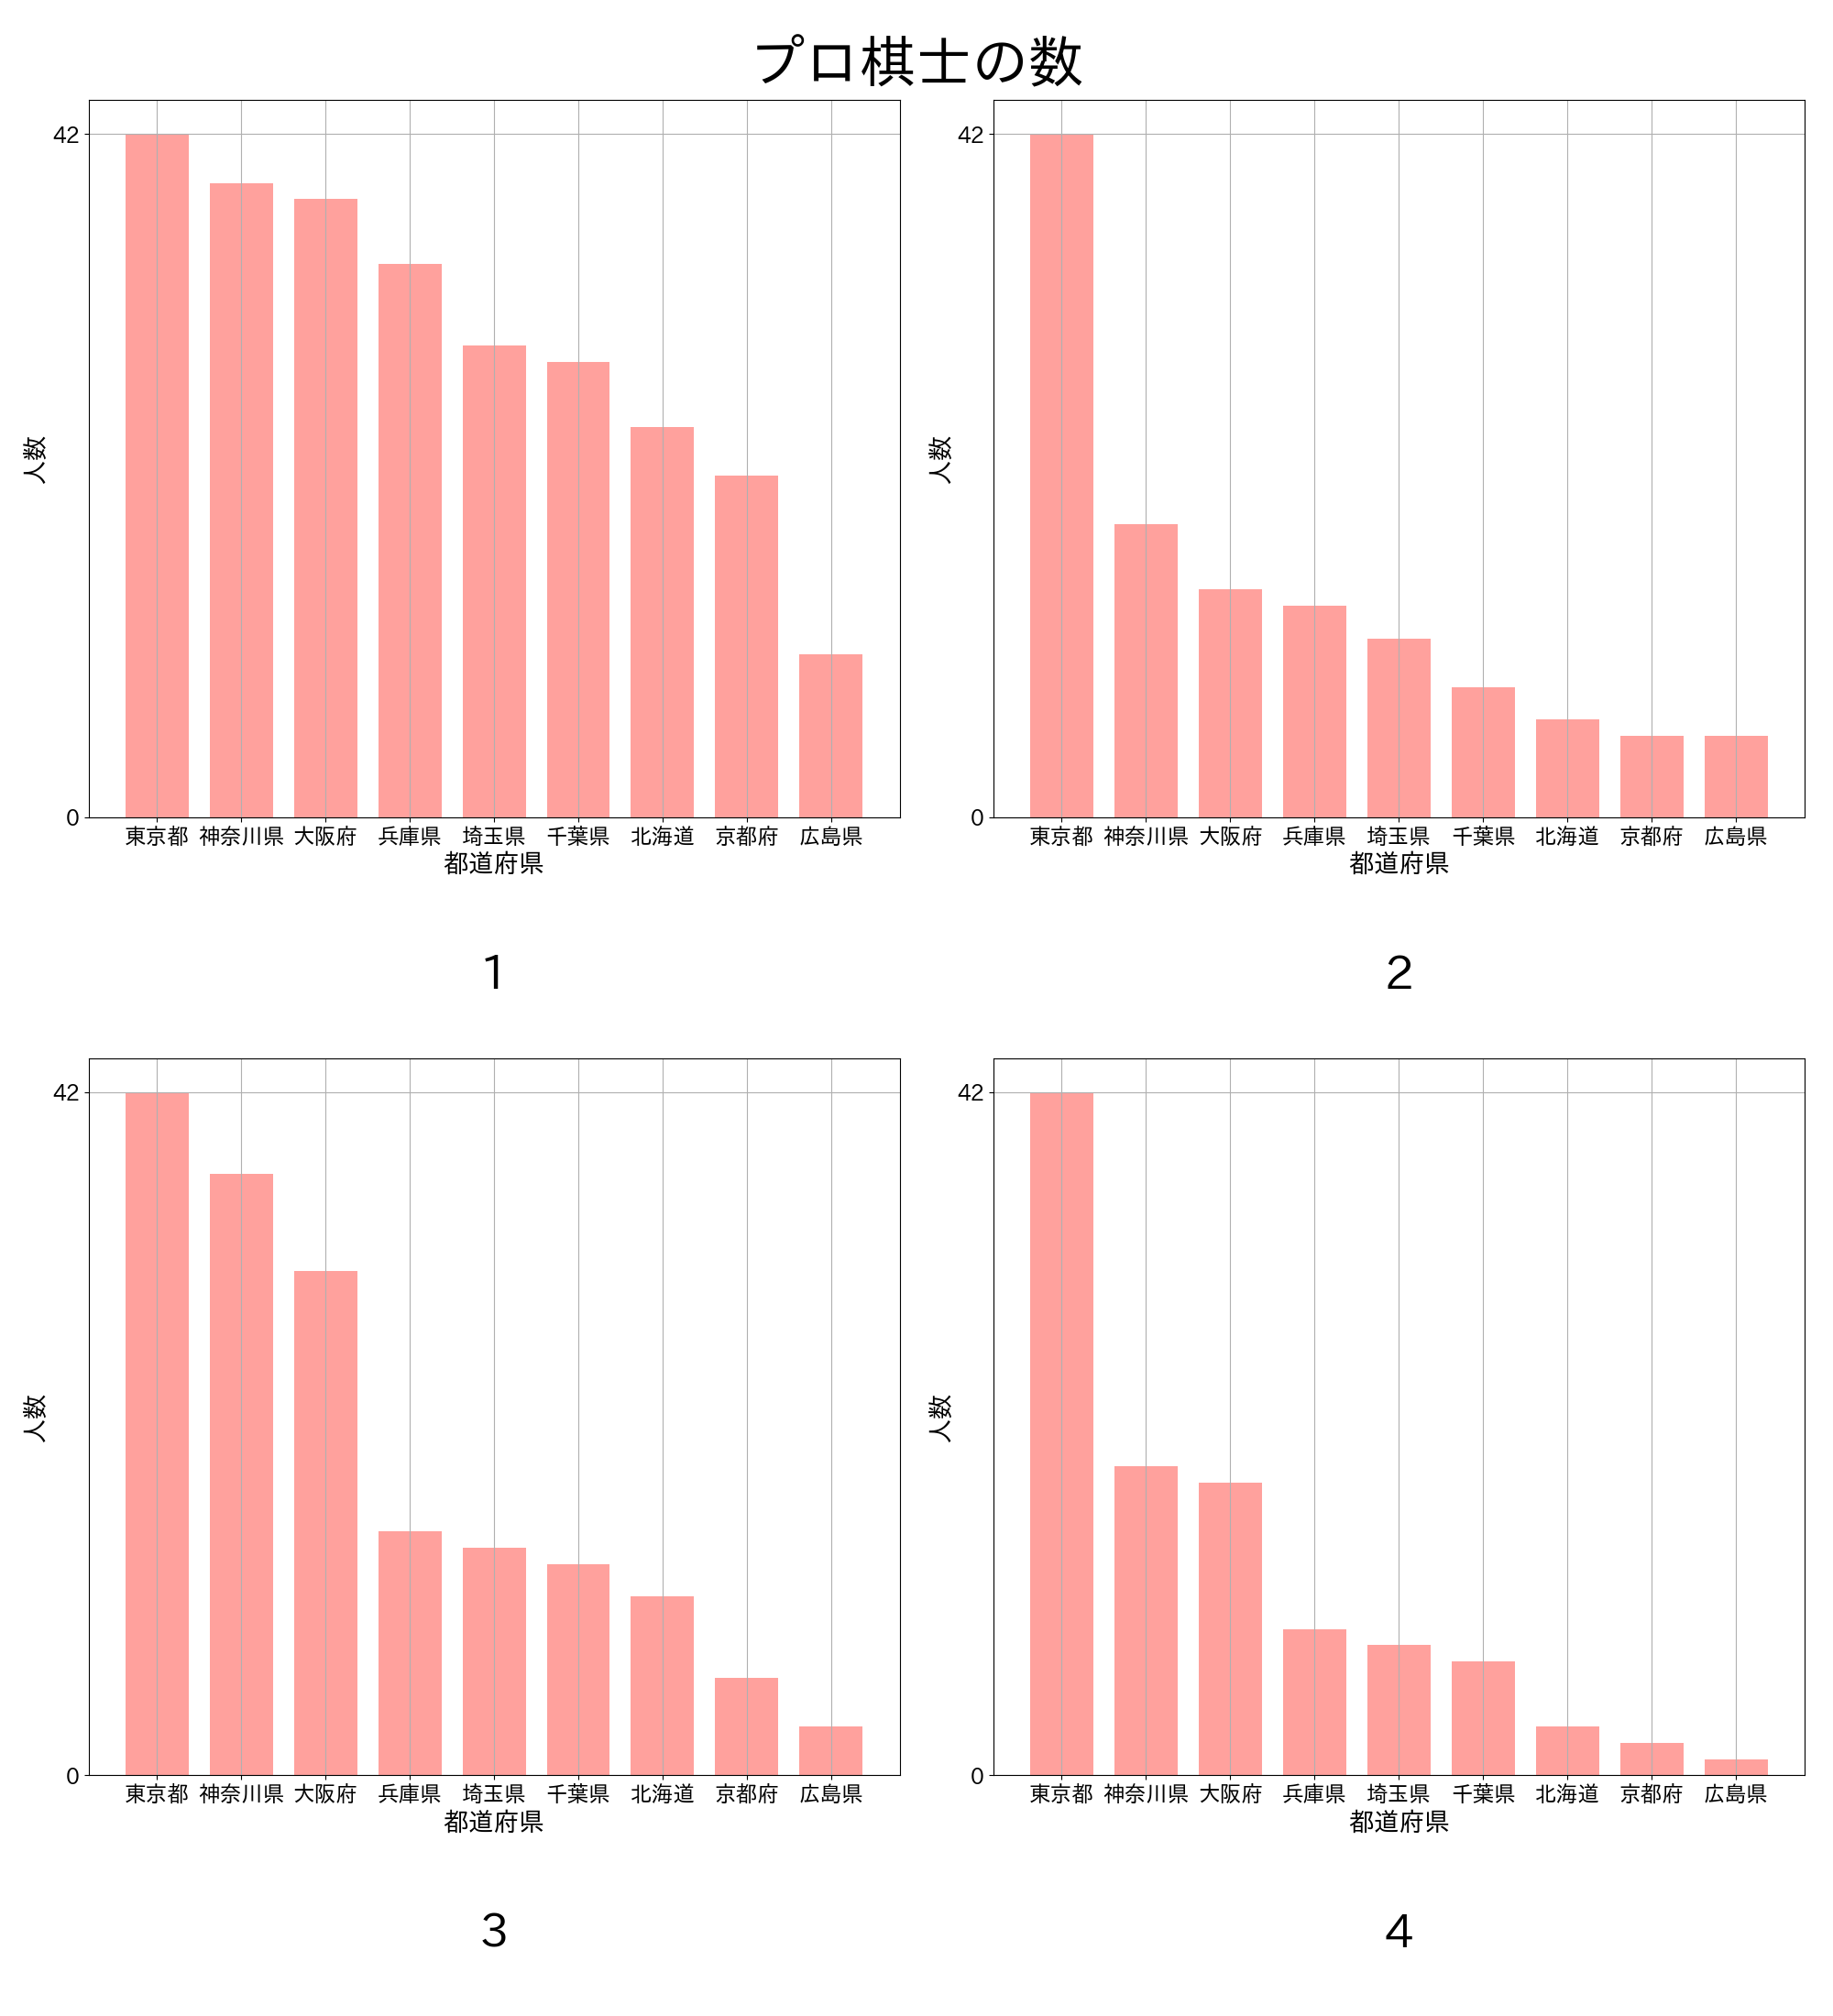 プロ棋士の数
42
0
人数
東京都 神奈川県 大阪府 兵庫県 埼玉県 千葉県 北海道 京都府 広島県
都道府県
1
42
0
人数
東京都 神奈川県 大阪府 兵庫県 埼玉県 千葉県 北海道 京都府 広島県
都道府県
2
42
0
人数
東京都 神奈川県 大阪府 兵庫県 埼玉県 千葉県 北海道 京都府 広島県
都道府県
3
42
0
人数
東京都 神奈川県 大阪府 兵庫県 埼玉県 千葉県 北海道 京都府 広島県
都道府県
4